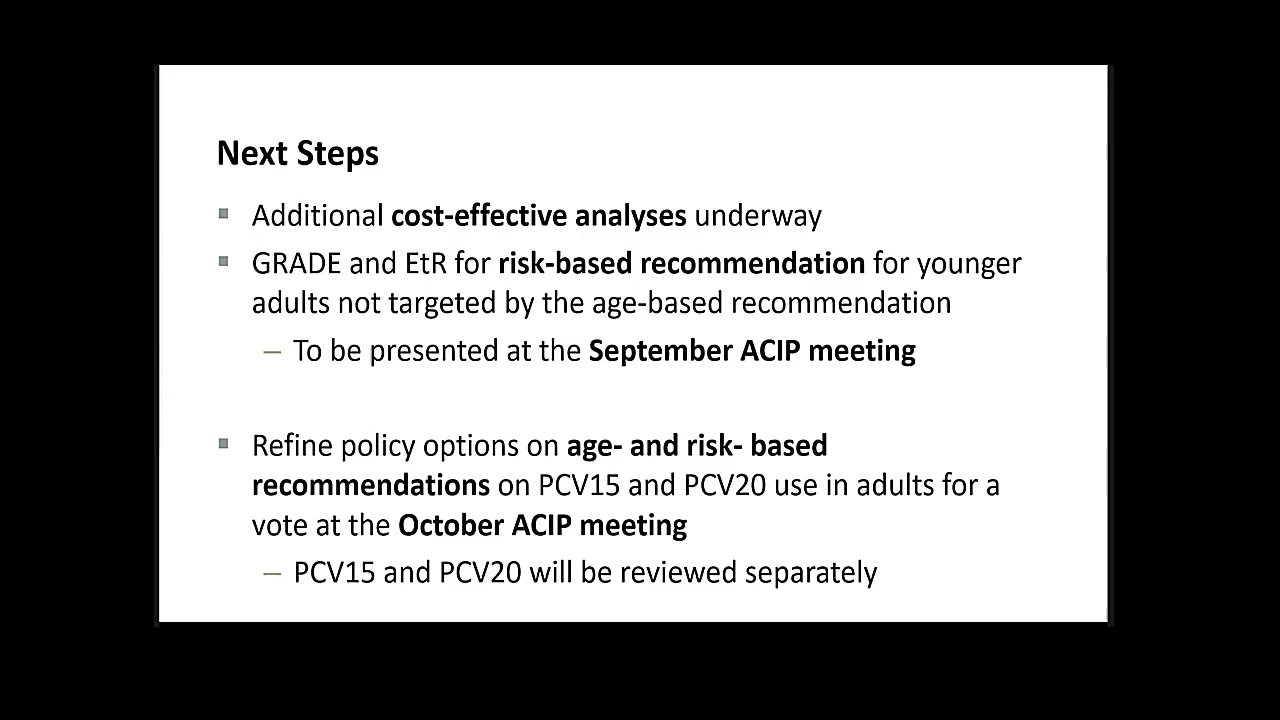 Next Steps
Additional cost-effective analyses underway
GRADE and EtR for risk-based recommendation for younger
adults not targeted by the age-based recommendation
– To be presented at the September ACIP meeting
Refine policy options on age- and risk- based
recommendations on PCV15 and PCV20 use in adults for a
vote at the October ACIP meeting
– PCV15 and PCV20 will be reviewed separately